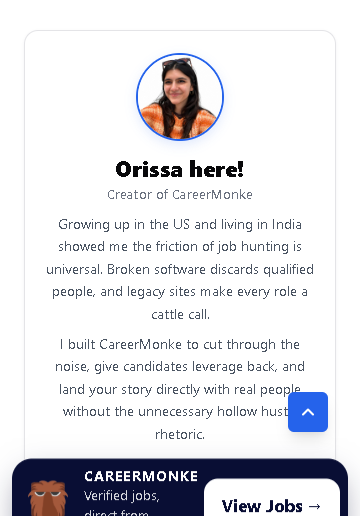 Orissa here!
Creator of CareerMonke
Growing up in the US and living in India
showed me the friction of job hunting is
universal. Broken software discards qualified
people, and legacy sites make every role a
cattle call.
I built CareerMonke to cut through the
noise, give candidates leverage back, and
land your story directly with real people
without the unnecessary hollow hust
rhetoric.
CAREERMONKE
Verified jobs,
direct from
View Jobs →